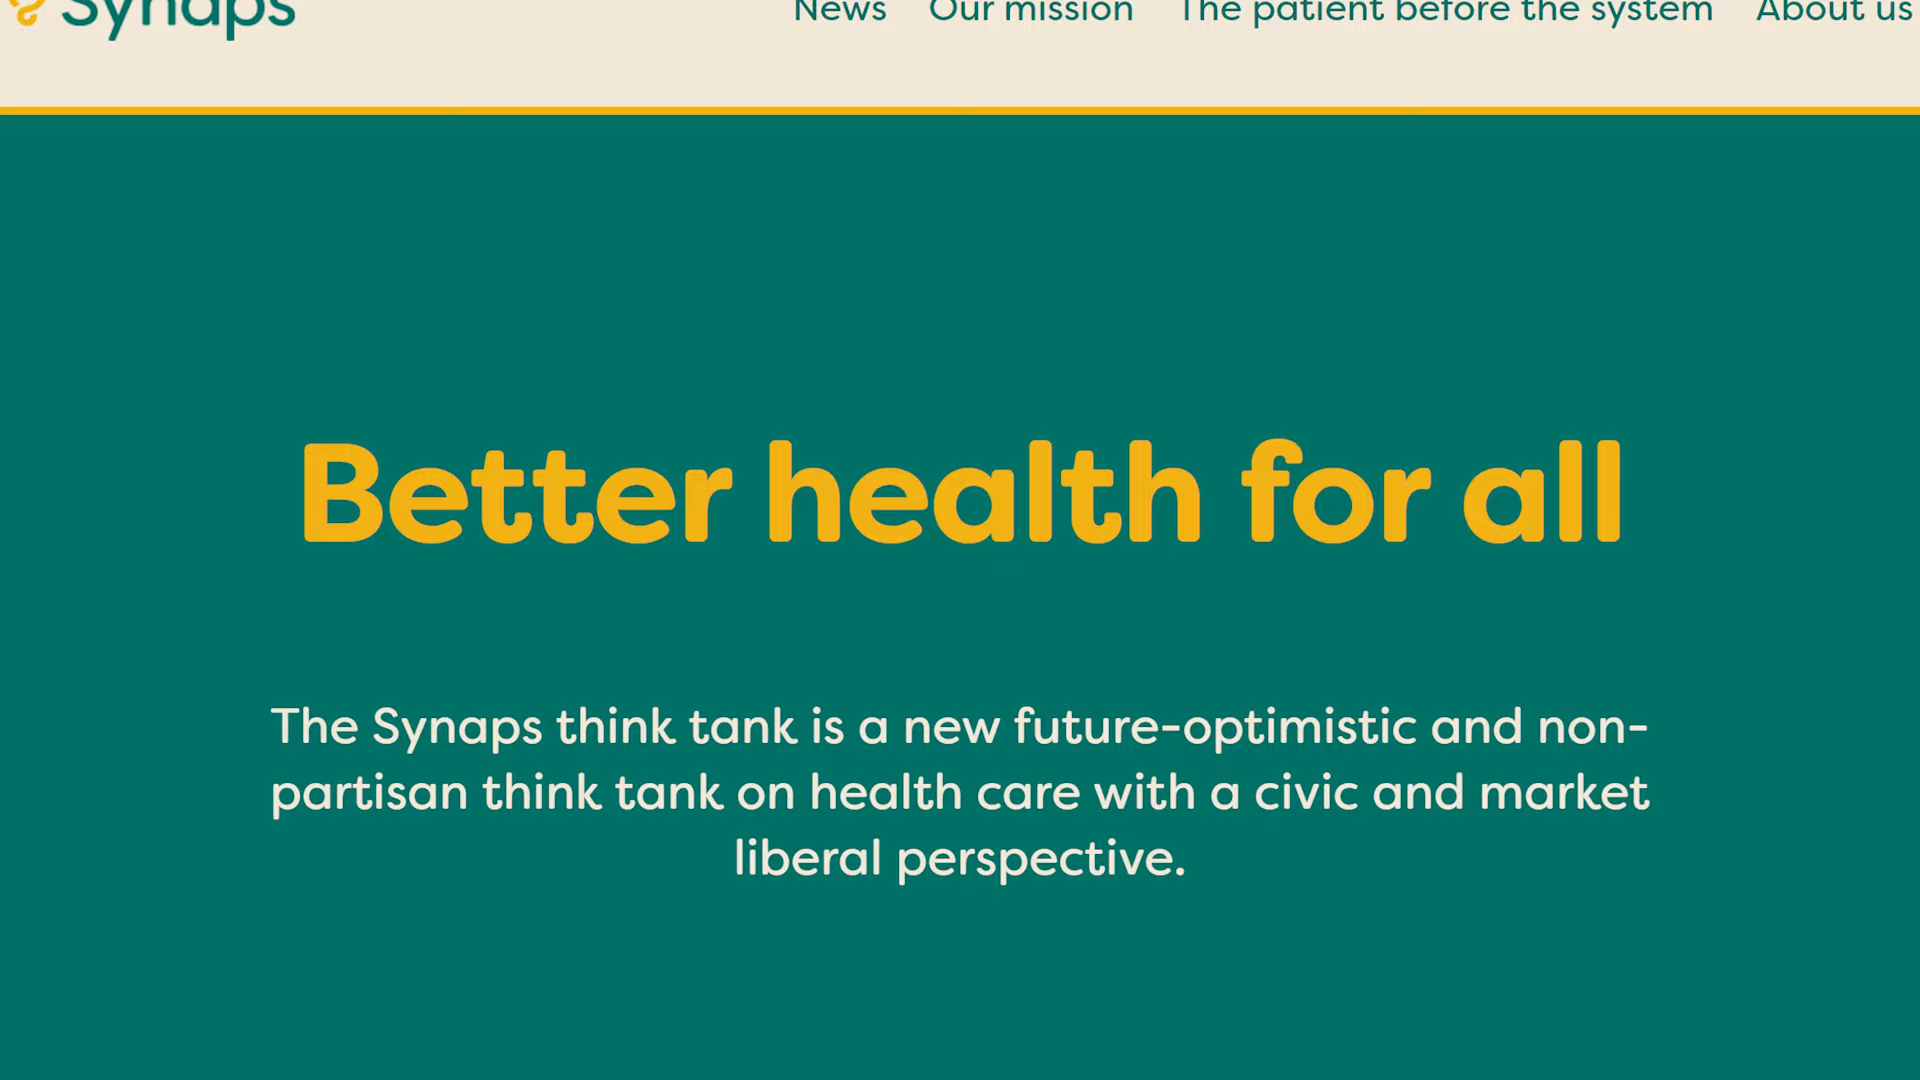 Synaps
News Our mission The patient before the system About us
Better health for all
The Synaps think tank is a new future-optimistic and non-
partisan think tank on health care with a civic and market
liberal perspective.